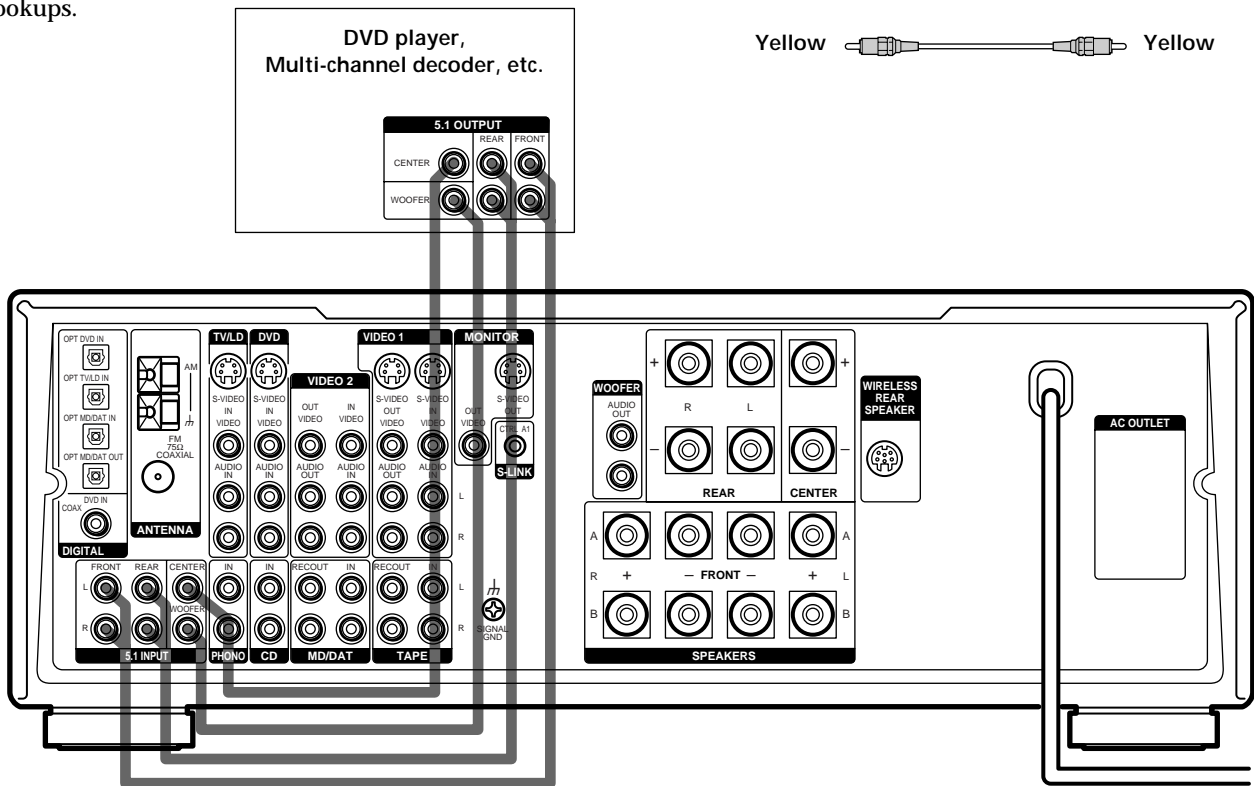 ookups.
DVD player,
Multi-channel decoder, etc.
Yellow
Yellow
5.1 OUTPUT
REAR
FRONT
CENTER
WOOFER
OPT DVD IN
OPT TV/LD IN
OPT MD/DAT IN
OPT MD/DAT OUT
DVD IN
COAX
DIGITAL
AM
FM
75Ω
COAXIAL
ANTENNA
TV/LD
S-VIDEO
IN
VIDEO
AUDIO
IN
DVD
S-VIDEO
IN
VIDEO
AUDIO
IN
VIDEO 2
OUT
VIDEO
AUDIO
OUT
IN
VIDEO
AUDIO
IN
VIDEO 1
S-VIDEO
OUT
VIDEO
AUDIO
OUT
S-VIDEO
IN
VIDEO
AUDIO
IN
L
R
MONITOR
OUT
VIDEO
S-VIDEO
OUT
CTRL A1
S-LINK
FRONT
REAR
CENTER
WOOFER
L
R
5.1 INPUT
IN
PHONO
IN
CD
RECOUT
IN
MD/DAT
RECOUT
IN
TAPE
L
R
SIGNAL
GND
WOOFER
AUDIO
OUT
+
R
L
–
REAR
+
–
CENTER
WIRELESS
REAR
SPEAKER
A
A
R
+
– FRONT –
+
L
B
B
SPEAKERS
AC OUTLET